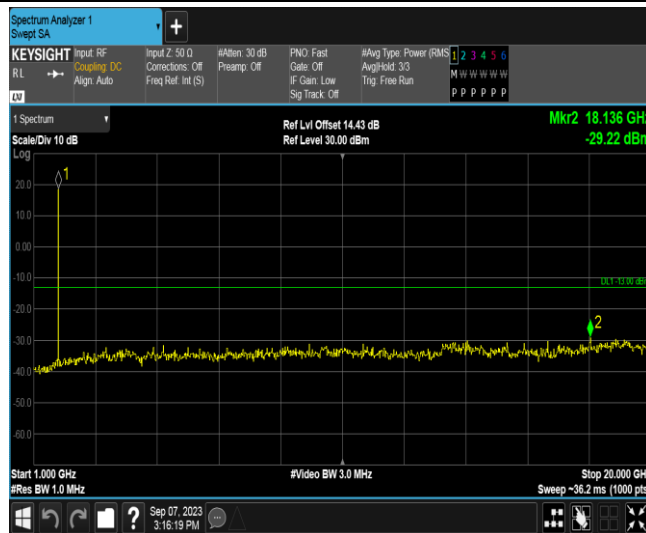 Spectrum Analyzer 1
Swept SA
+
KEYSIGHT Input: RF Input Z: 50 Ω #Atten: 30 dB PNO: Fast #Avg Type: Power (RMS 1 2 3 4 5 6
RL Coupling: DC Corrections: Off Preamp: Off Gate: Off Avg|Hold: 3/3 M W W W W W
Align: Auto Freq Ref: Int (S) IF Gain: Low Trig: Free Run
LXI Sig Track: Off P P P P P P
1 Spectrum Ref Lvl Offset 14.43 dB Mkr2 18.136 GHz
Scale/Div 10 dB Ref Level 30.00 dBm -29.22 dBm
Log
1
20.0
10.0
0.00
-10.0
DL1 -13.00 dBm
-20.0
2
-30.0
-40.0
-50.0
-60.0
Start 1.000 GHz #Video BW 3.0 MHz Stop 20.000 GHz
#Res BW 1.0 MHz Sweep ~36.2 ms (1000 pts
? Sep 07, 2023
3:16:19 PM